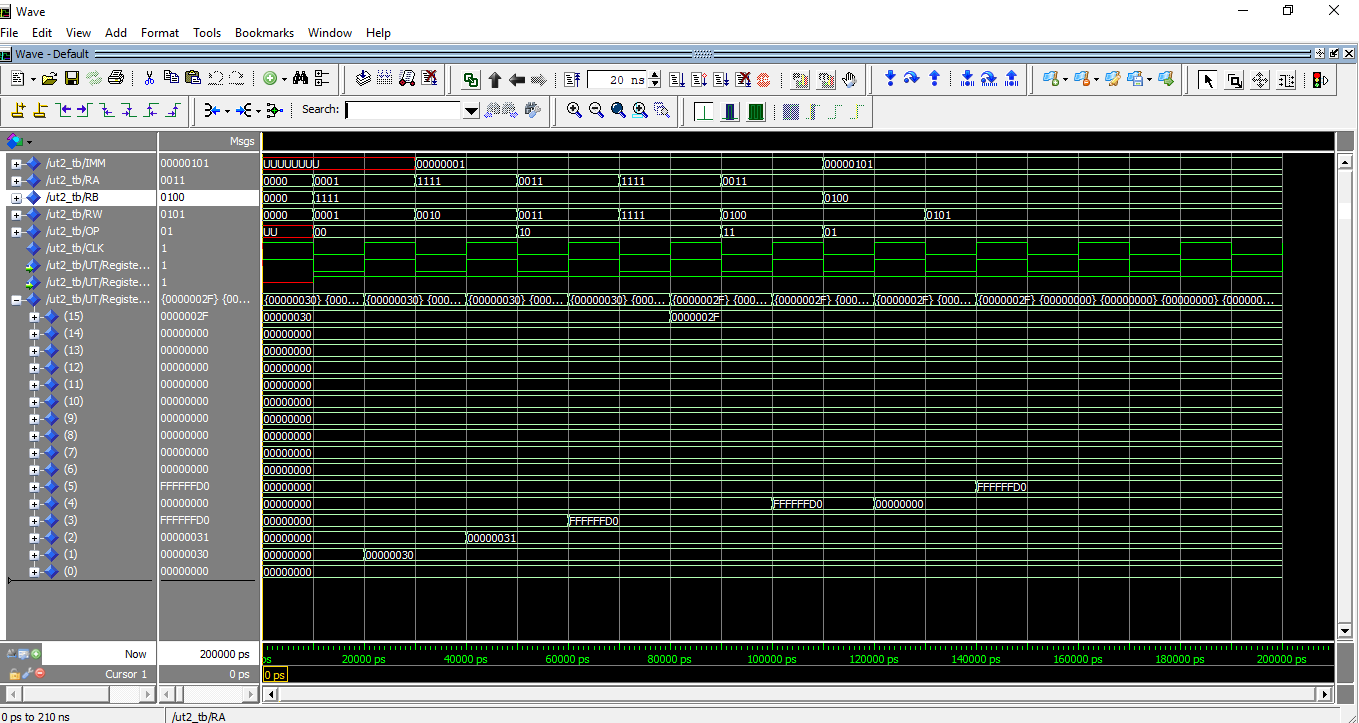 Wave
File Edit View Add Format Tools Bookmarks Window Help
Wave - Default
20 ns
Search:
Msgs
/ut2_tb/IMM 00000101 UUUUUUUU 00000001 00000101
/ut2_tb/RA 0011 0000 0001 1111 0011 1111 0011
/ut2_tb/RB 0100 0000 1111 0100
/ut2_tb/RW 0101 0000 0001 0010 0011 1111 0100 0101
/ut2_tb/OP 01 UU 00 10 11 01
/ut2_tb/CLK 1
/ut2_tb/UT/Registe... 1
/ut2_tb/UT/Registe... 1
/ut2_tb/UT/Registe... {0000002F} {00... {00000030} {000... {00000030} {000... {00000030} {000... {00000030} {000... {0000002F} {000... {0000002F} {000... {0000002F} {000... {0000002F} {00000000} {00000000} {00000000} {000000...
(15) 0000002F 00000030 0000002F
(14) 00000000 00000000
(13) 00000000 00000000
(12) 00000000 00000000
(11) 00000000 00000000
(10) 00000000 00000000
(9) 00000000 00000000
(8) 00000000 00000000
(7) 00000000 00000000
(6) 00000000 00000000
(5) FFFFFFD0 00000000 FFFFFFD0
(4) 00000000 00000000 FFFFFFD0 00000000
(3) FFFFFFD0 00000000 FFFFFFD0
(2) 00000031 00000000 00000031
(1) 00000030 00000000 00000030
(0) 00000000 00000000
Now 200000 ps ps 20000 ps 40000 ps 60000 ps 80000 ps 100000 ps 120000 ps 140000 ps 160000 ps 180000 ps 200000 ps
Cursor 1 0 ps 0 ps
0 ps to 210 ns /ut2_tb/RA